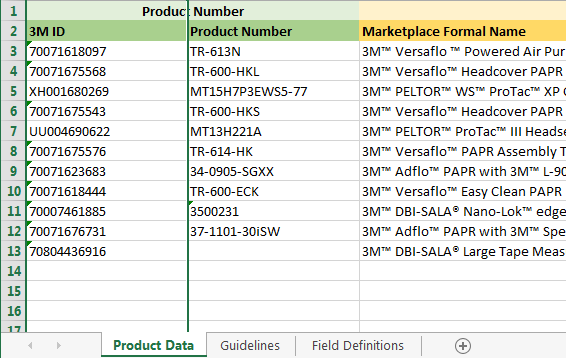 1 Product Number
2 3M ID Product Number Marketplace Formal Name
3 70071618097 TR-613N 3M™ Versaflo ™ Powered Air Pur
4 70071675568 TR-600-HKL 3M™ Versaflo™ Headcover PAPR
5 XH001680269 MT15H7P3EWS5-77 3M™ PELTOR™ WS™ ProTac™ XP
6 70071675543 TR-600-HKS 3M™ Versaflo™ Headcover PAPR
7 UU004690622 MT13H221A 3M™ PELTOR™ ProTac™ III Heads
8 70071675576 TR-614-HK 3M™ Versaflo™ PAPR Assembly T
9 70071623683 34-0905-SGXX 3M™ Adflo™ PAPR with 3M™ L-90
10 70071618444 TR-600-ECK 3M™ Versaflo™ Easy Clean PAPR
11 70007461885 3500231 3M™ DBI-SALA® Nano-Lok™ edge
12 70071676731 37-1101-30iSW 3M™ Adflo™ PAPR with 3M™ Spe
13 70804436916 3M™ DBI-SALA® Large Tape Meas
14
15
16
17
Product Data Guidelines Field Definitions